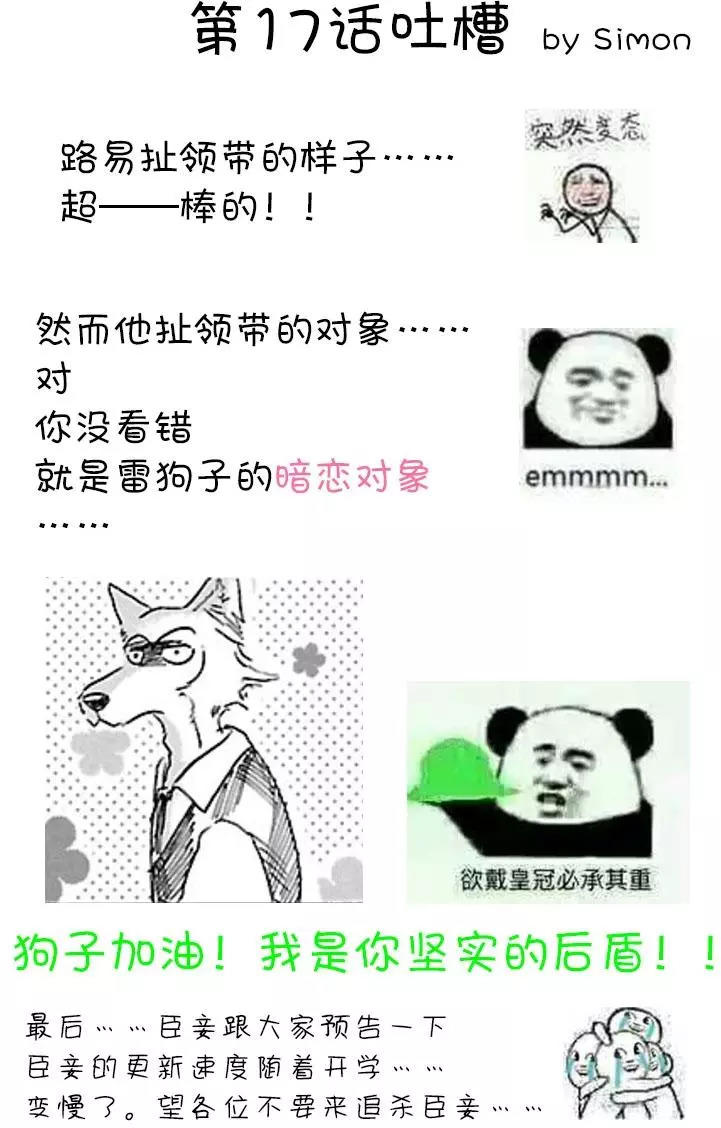 第17话吐槽 by Simon
路易扯领带的样子……
超——棒的！！
突然变态
然而他扯领带的对象……
对
你没看错
就是雷狗子的暗恋对象
……
emmmm...
欲戴皇冠必承其重
狗子加油！我是你坚实的后盾！！
最后……臣妾跟大家预告一下
臣妾的更新速度随着开学……
变慢了。望各位不要来追杀臣妾……